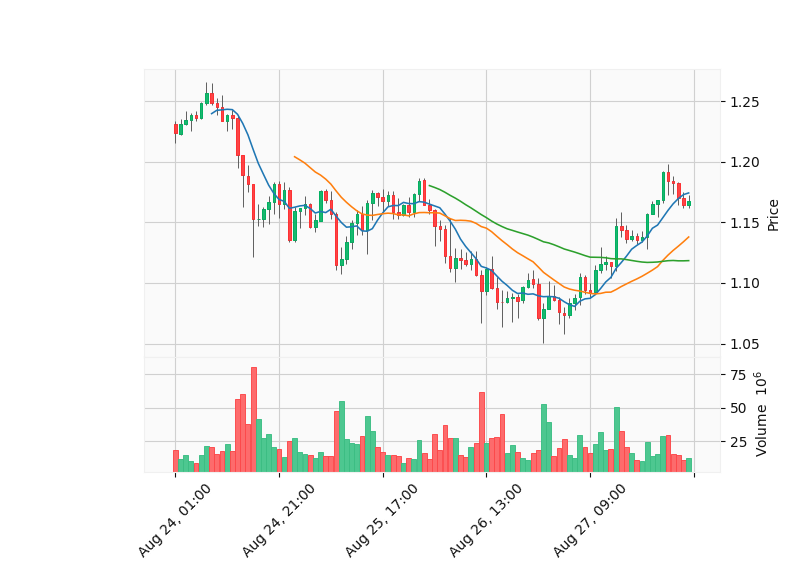 1.25
1.20
1.15
1.10
1.05
Price
75
50
25
Volume 10^6
Aug 24, 01:00
Aug 24, 21:00
Aug 25, 17:00
Aug 26, 13:00
Aug 27, 09:00